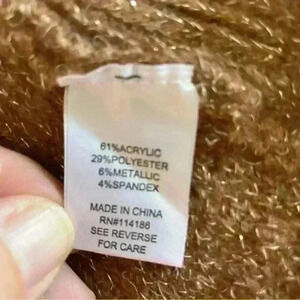 61%ACRYLIC
29%POLYESTER
6%METALLIC
4%SPANDEX
MADE IN CHINA
RN#114186
SEE REVERSE
FOR CARE